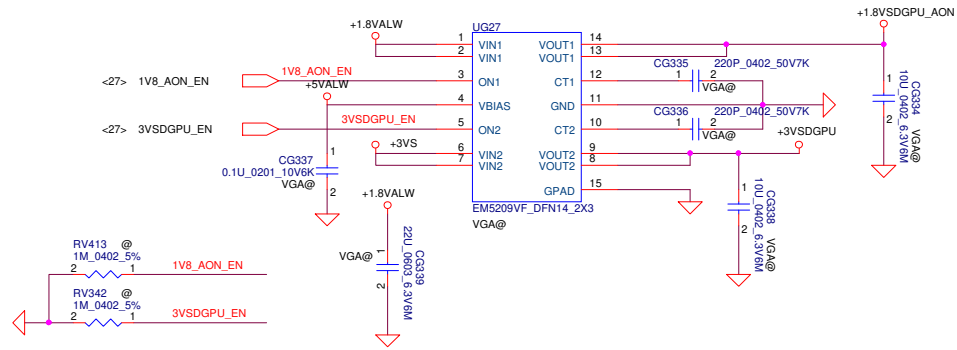 +1.8VSDGPU_AON
+1.8VALW
UG27
1 VIN1 VOUT1 14
2 VIN1 VOUT1 13
<27> 1V8_AON_EN 1V8_AON_EN 3 ON1 CT1 12
CG335 220P_0402_50V7K
1 2
VGA@
+5VALW
4 VBIAS GND 11
<27> 3VSDGPU_EN 3VSDGPU_EN 5 ON2 CT2 10
CG336 220P_0402_50V7K
1 2
VGA@
+3VS
6 VIN2 VOUT2 9
7 VIN2 VOUT2 8
+3VSDGPU
GPAD 15
EM5209VF_DFN14_2X3
VGA@
1
2
CG334
10U_0402_6.3V6M
VGA@
1
CG337
0.1U_0201_10V6K
VGA@
2
1
2
CG338
10U_0402_6.3V6M
VGA@
+1.8VALW
VGA@
1
2
CG339
22U_0603_6.3V6M
RV413 @
1M_0402_5%
2 1 1V8_AON_EN
RV342 @
1M_0402_5%
2 1 3VSDGPU_EN